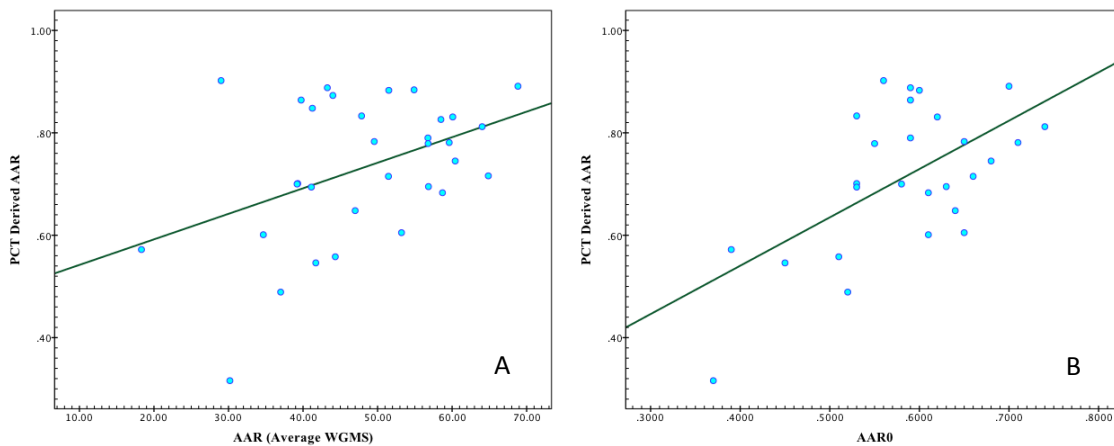 1.00
.80
.60
.40
PCT Derived AAR
10.00 20.00 30.00 40.00 50.00 60.00 70.00
AAR (Average WGMS)
A
1.00
.80
.60
.40
PCT Derived AAR
.3000 .4000 .5000 .6000 .7000 .8000
AAR0
B